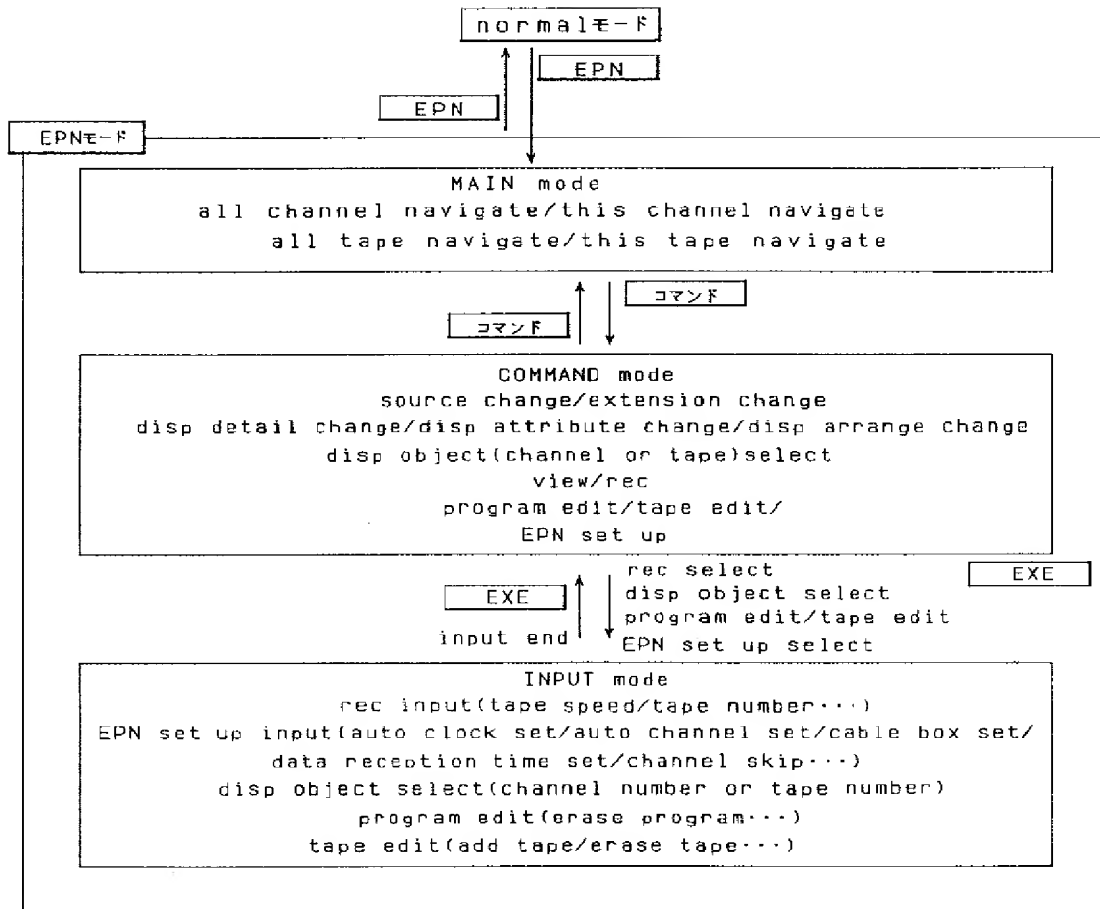 normalモード
EPN
EPN
EPNモード
MAIN mode
all channel navigate/this channel navigate
all tape navigate/this tape navigate
コマンド
コマンド
COMMAND mode
source change/extension change
disp detail change/disp attribute change/disp arrange change
disp object(channel or tape)select
view/rec
program edit/tape edit/
EPN set up
rec select
EXE
EXE
disp object select
program edit/tape edit
input end
EPN set up select
INPUT mode
rec input(tape speed/tape number···)
EPN set up input(auto clock set/auto channel set/cable box set/
data reception time set/channel skip···)
disp object select(channel number or tape number)
program edit(erase program···)
tape edit(add tape/erase tape···)